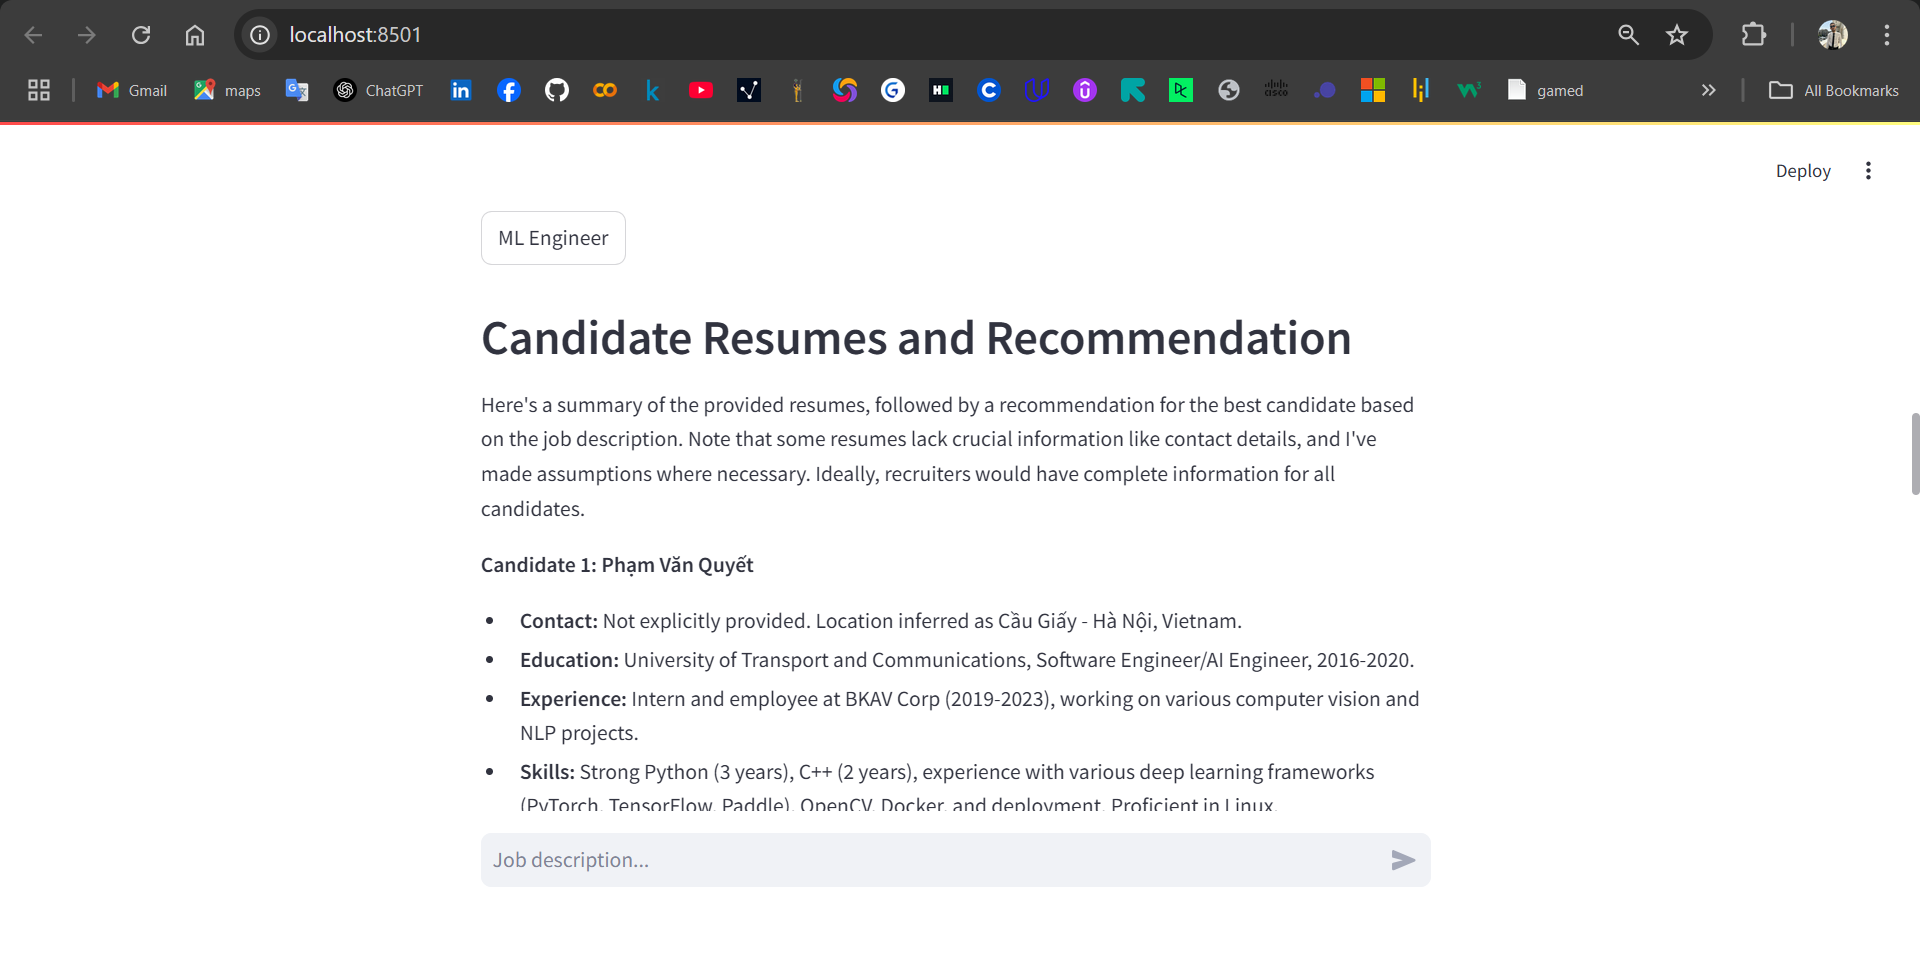 localhost:8501
Gmail
maps
ChatGPT
gamed
All Bookmarks
Deploy
ML Engineer
Candidate Resumes and Recommendation
Here's a summary of the provided resumes, followed by a recommendation for the best candidate based
on the job description. Note that some resumes lack crucial information like contact details, and I've
made assumptions where necessary. Ideally, recruiters would have complete information for all
candidates.
Candidate 1: Phạm Văn Quyết
• Contact: Not explicitly provided. Location inferred as Cầu Giấy - Hà Nội, Vietnam.
• Education: University of Transport and Communications, Software Engineer/AI Engineer, 2016-2020.
• Experience: Intern and employee at BKAV Corp (2019-2023), working on various computer vision and
NLP projects.
• Skills: Strong Python (3 years), C++ (2 years), experience with various deep learning frameworks
(PyTorch, TensorFlow, Paddle), OpenCV, Docker, and deployment. Proficient in Linux.
Job description...